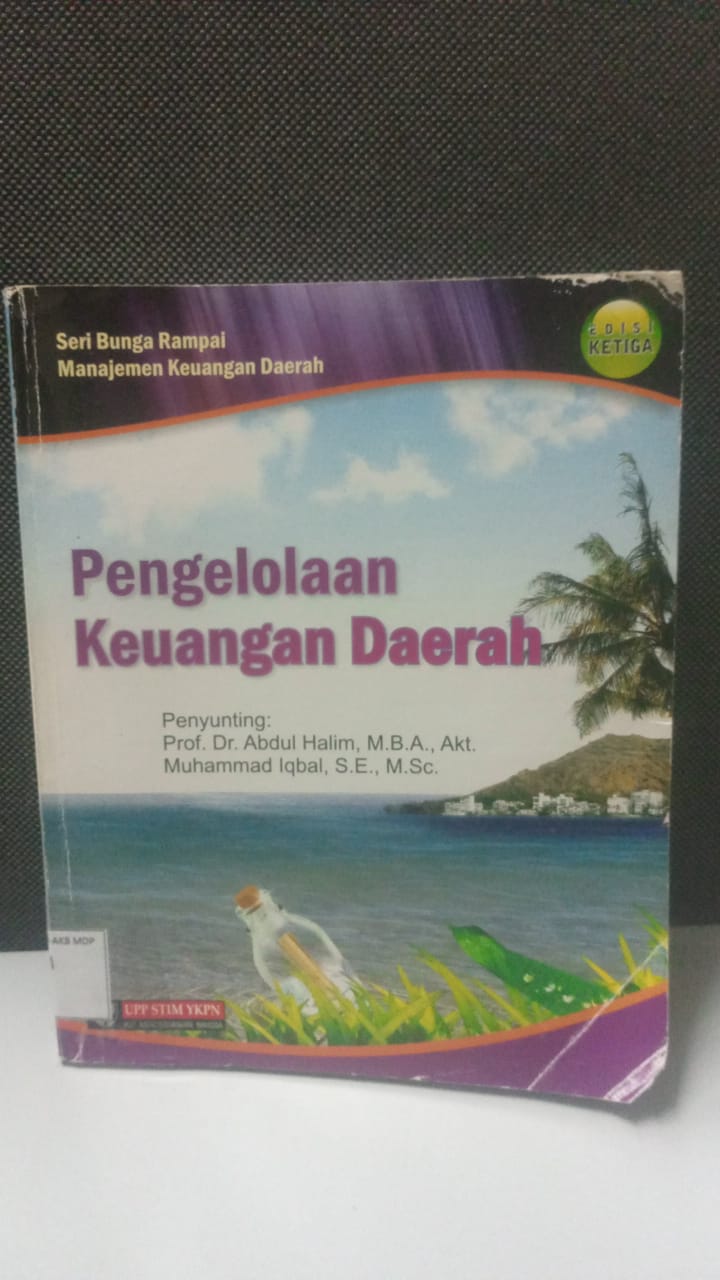 Seri Bunga Rampai
Manajemen Keuangan Daerah
EDISI
KETIGA
Pengelolaan
Keuangan Daerah
Penyunting:
Prof. Dr. Abdul Halim, M.B.A., Akt.
Muhammad Iqbal, S.E., M.Sc.
AKB MDP
UPP STIM YKPN